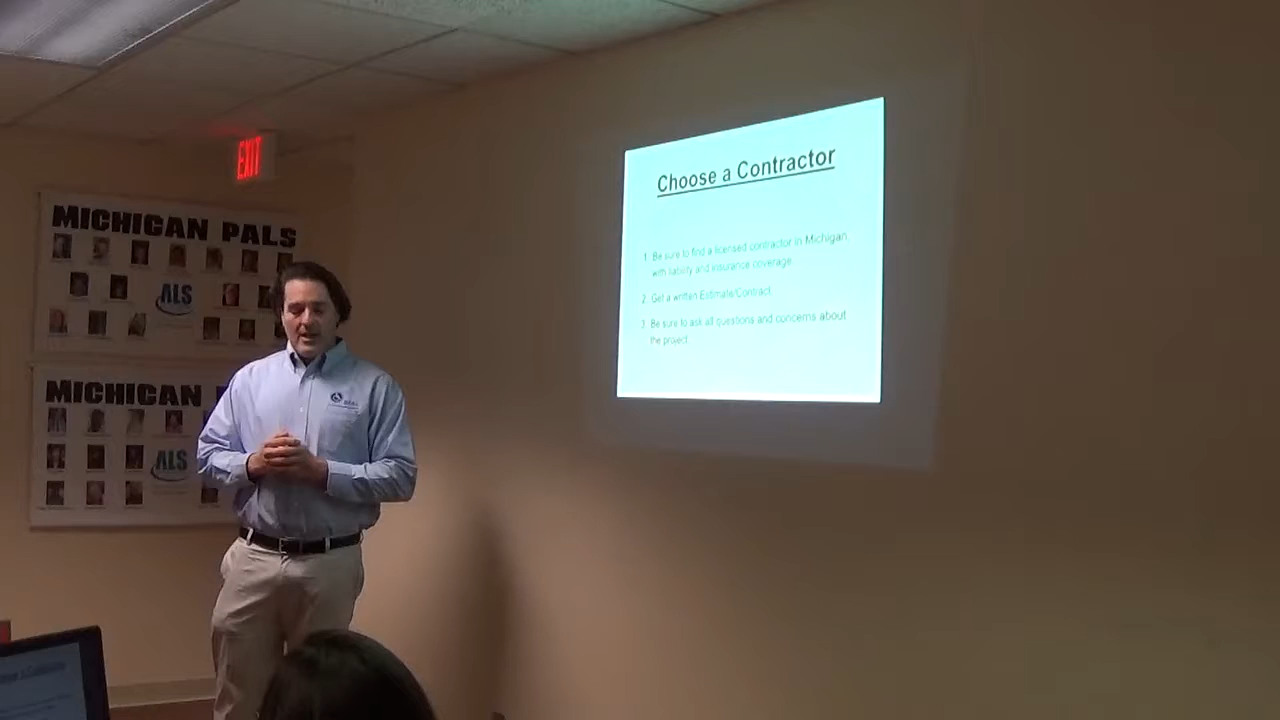 EXIT
MICHIGAN PALS
ALS
MICHIGAN
ALS
Choose a Contractor
1. Be sure to find a licensed contractor in Michigan,
with liability and insurance coverage.
2. Get a written Estimate/Contract.
3. Be sure to ask all questions and concerns about
the project.